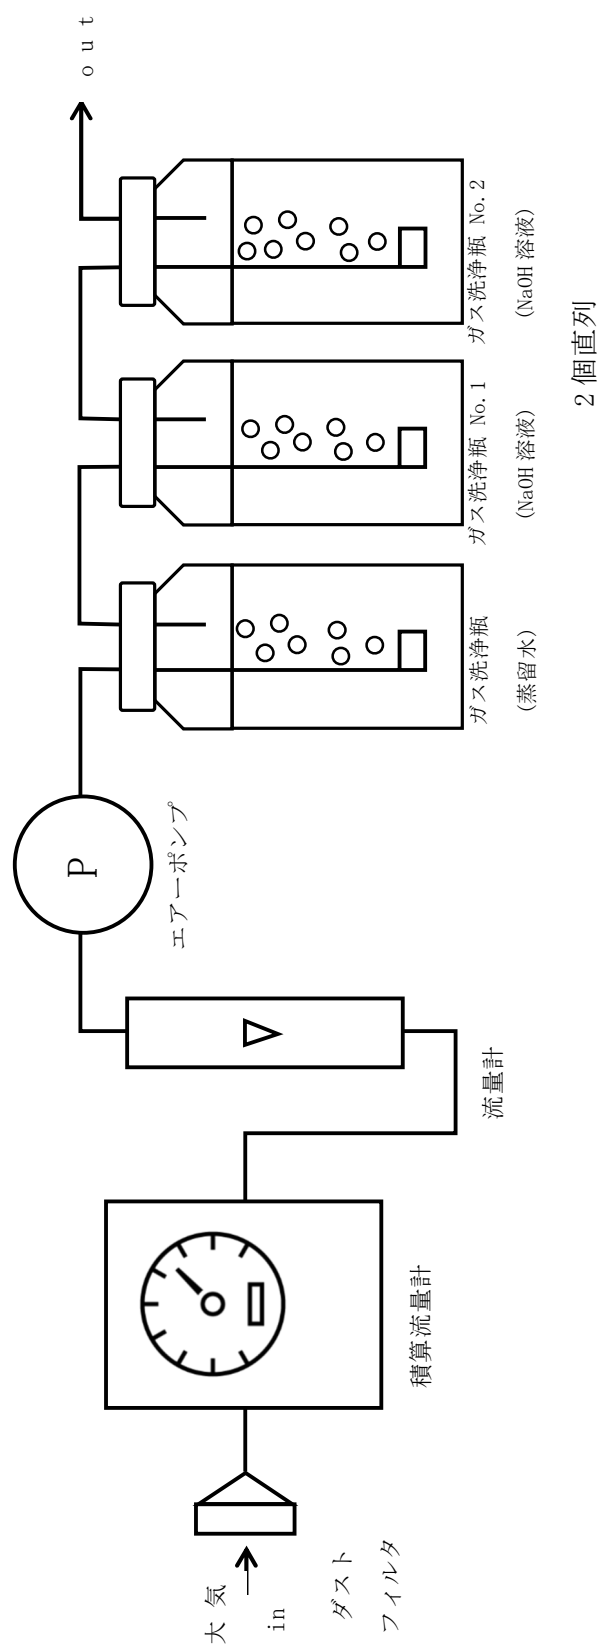 大気
in
ダスト
フィルタ
積算流量計
流量計
P
エアーポンプ
ガス洗浄瓶
(蒸留水)
ガス洗浄瓶 No.1
(NaOH 溶液)
ガス洗浄瓶 No.2
(NaOH 溶液)
out
2個直列